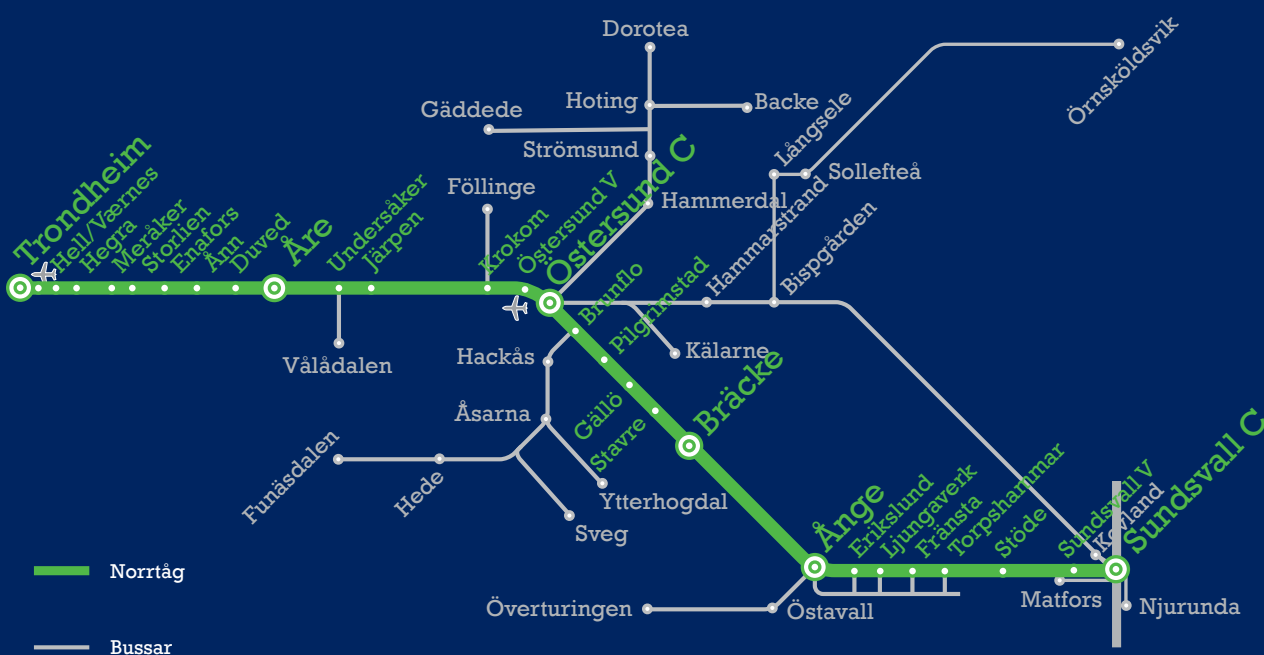 Dorotea
Hoting
Backe
Gäddede
Strömsund
Långsele
Sollefteå
Örnsköldsvik
Föllinge
Hammerdal
Hammarstrand
Bispgården
Trondheim
Hell/Værnes
Hegra
Meråker
Storlien
Enafors
Ånn
Duved
Åre
Undersåker
Järpen
Krokom
Östersund V
Östersund C
Brunflo
Pilgrimstad
Vålådalen
Hackås
Kälarne
Bräcke
Åsarna
Gällö
Stavre
Funäsdalen
Hede
Ytterhogdal
Sveg
Ånge
Erikslund
Ljungaverk
Fränsta
Torpshammar
Stöde
Sundsvall V
Kovland
Sundsvall C
Norrtåg
Överturingen
Östavall
Matfors
Njurunda
Bussar